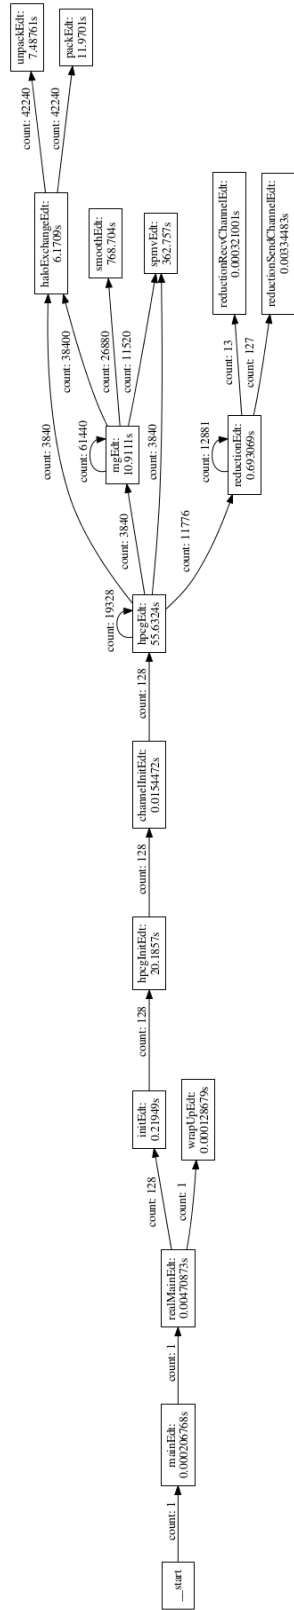 __start
count: 1
mainEdt:
0.000206768s
count: 1
realMainEdt:
0.00470873s
count: 128
count: 1
initEdt:
0.21949s
wrapUpEdt:
0.000128679s
count: 128
hpcgInitEdt:
20.1857s
count: 128
channelInitEdt:
0.0154472s
count: 128
hpcgEdt:
55.6324s
count: 19328
count: 3840
count: 3840
count: 3840
count: 11776
mgEdt:
10.9111s
count: 61440
reductionEdt:
0.693069s
count: 12881
count: 38400
count: 26880
count: 11520
count: 13
count: 127
haloExchangeEdt:
6.1709s
smoothEdt:
768.704s
spmvEdt:
362.757s
reductionRecvChannelEdt:
0.000321001s
reductionSendChannelEdt:
0.00334483s
count: 42240
count: 42240
unpackEdt:
7.48761s
packEdt:
11.9701s